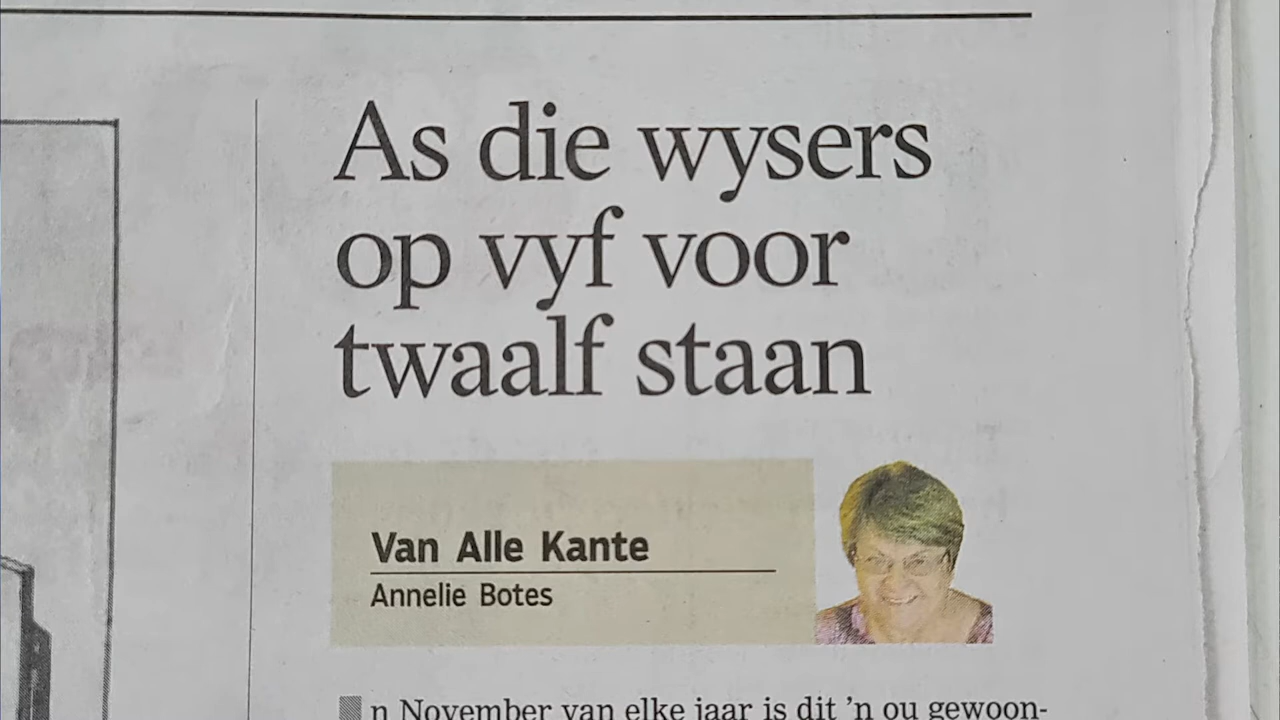 As die wysers
op vyf voor
twaalf staan
Van Alle Kante
Annelie Botes
n November van elke jaar is dit 'n ou gewoon-